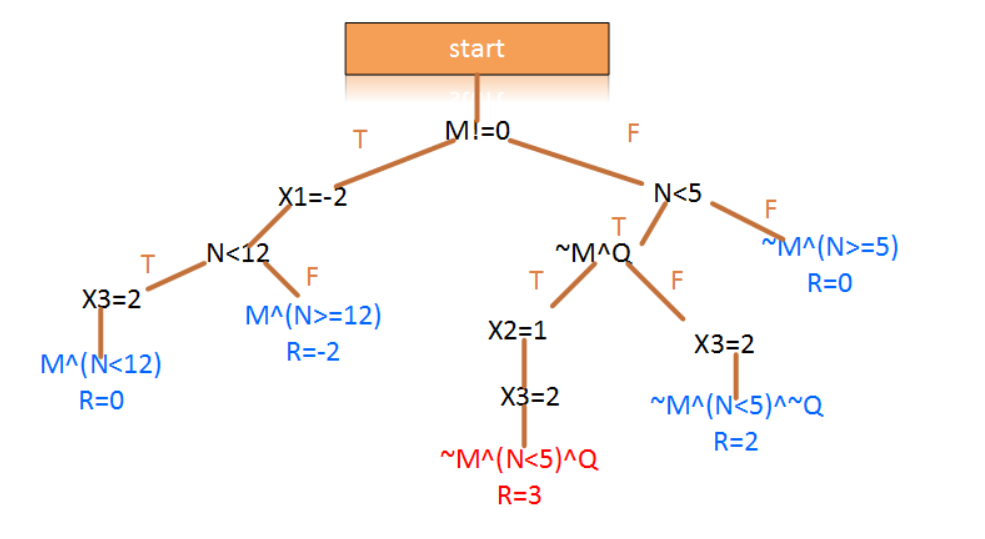 start
M!=0
T
F
X1=-2
N<5
T
F
N<12
~M^Q
~M^(N>=5)
R=0
T
F
T
F
X3=2
M^(N>=12)
R=-2
X2=1
X3=2
M^(N<12)
R=0
X3=2
~M^(N<5)^~Q
R=2
~M^(N<5)^Q
R=3